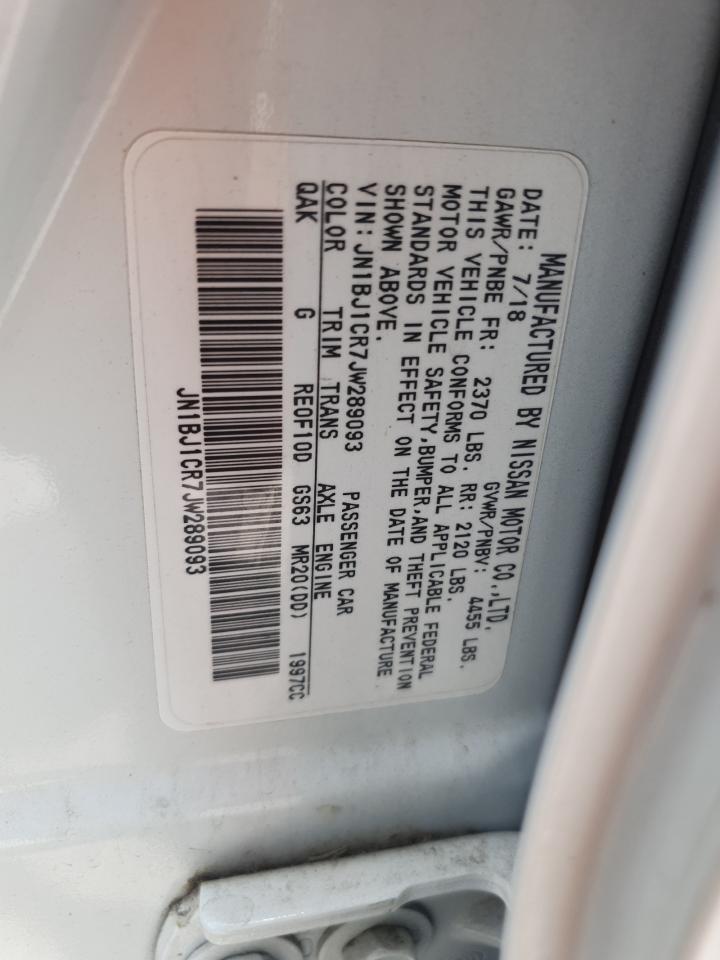 MANUFACTURED BY NISSAN MOTOR CO.,LTD.
DATE: 7/18 GVWR/PNBV: 4455 LBS.
GAWR/PNBE FR: 2370 LBS. RR: 2120 LBS.
THIS VEHICLE CONFORMS TO ALL APPLICABLE FEDERAL
MOTOR VEHICLE SAFETY,BUMPER,AND THEFT PREVENTION
STANDARDS IN EFFECT ON THE DATE OF MANUFACTURE
SHOWN ABOVE.
VIN: JN1BJ1CR7JW289093 PASSENGER CAR
COLOR TRIM TRANS AXLE ENGINE
QAK G RE0F10D GS63 MR20(DD) 1997CC
JN1BJ1CR7JW289093